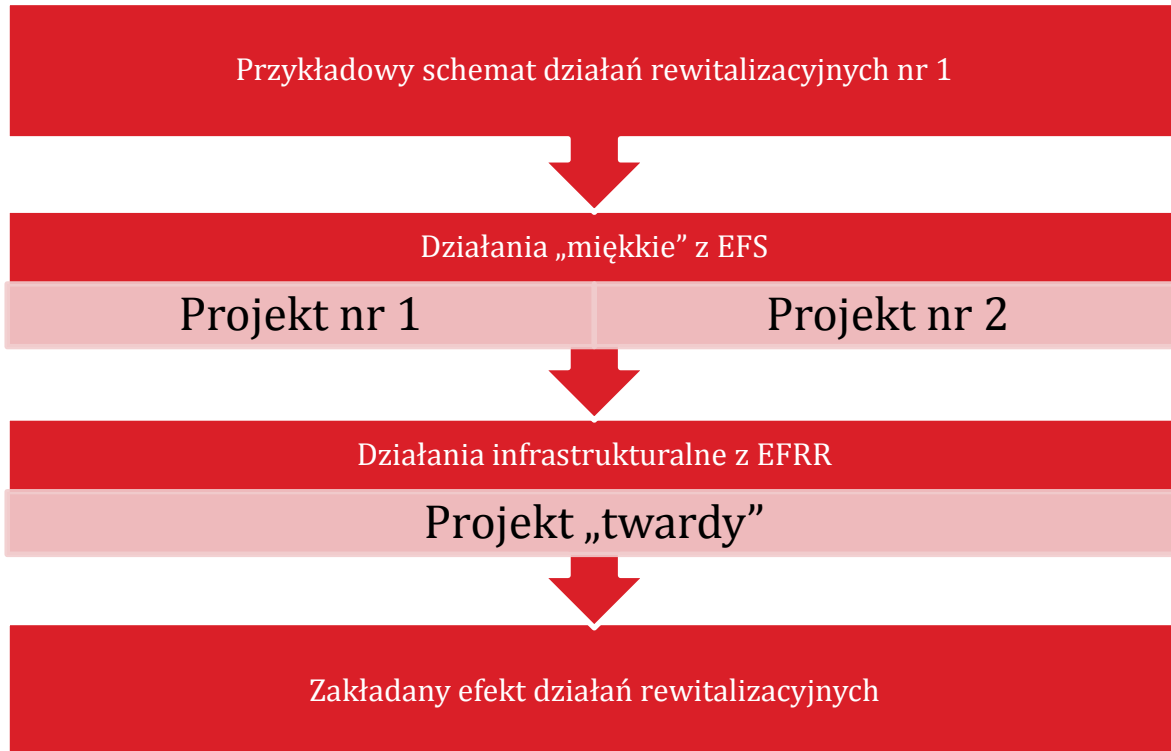 Przykładowy schemat działań rewitalizacyjnych nr 1
Działania „miękkie” z EFS
Projekt nr 1
Projekt nr 2
Działania infrastrukturalne z EFRR
Projekt „twardy”
Zakładany efekt działań rewitalizacyjnych